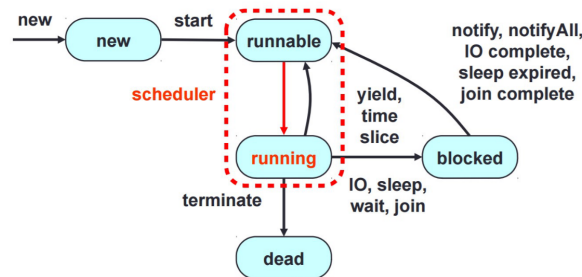 new
new
start
runnable
notify, notifyAll,
IO complete,
sleep expired,
join complete
scheduler
yield,
time
slice
running
blocked
IO, sleep,
wait, join
terminate
dead